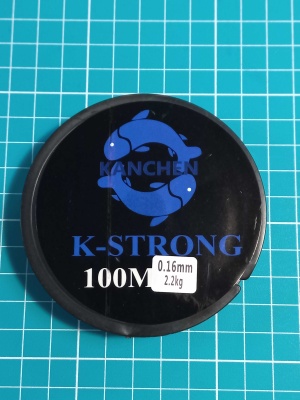 KANCHEN
K-STRONG
100M
0.16mm
2.2kg